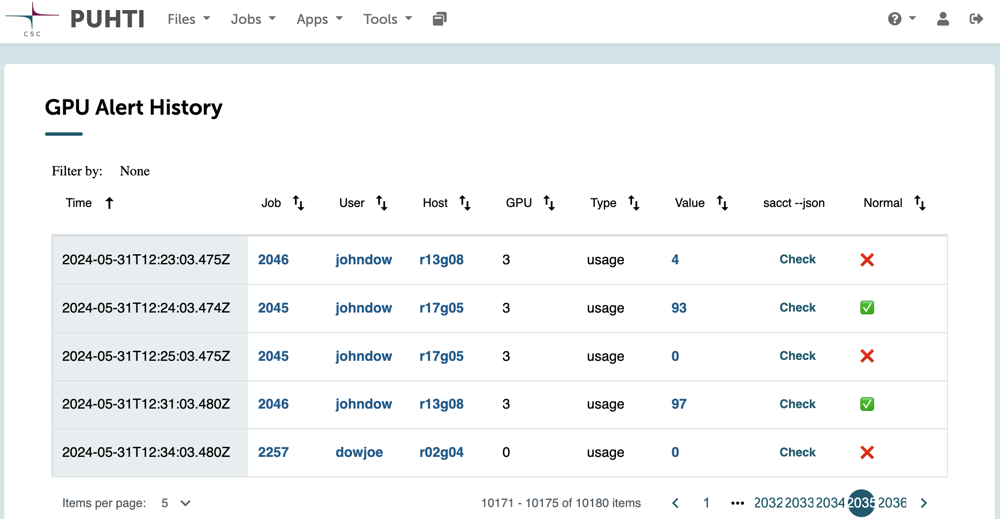 CSC PUHTI Files Jobs Apps Tools
GPU Alert History
Filter by: None
Time Job User Host GPU Type Value sacct --json Normal
2024-05-31T12:23:03.475Z 2046 johndow r13g08 3 usage 4 Check ❌
2024-05-31T12:24:03.474Z 2045 johndow r17g05 3 usage 93 Check ✅
2024-05-31T12:25:03.475Z 2045 johndow r17g05 3 usage 0 Check ❌
2024-05-31T12:31:03.480Z 2046 johndow r13g08 3 usage 97 Check ✅
2024-05-31T12:34:03.480Z 2257 dowjoe r02g04 0 usage 0 Check ❌
Items per page: 5 10171 - 10175 of 10180 items 1 ••• 2032 2033 2034 2035 2036